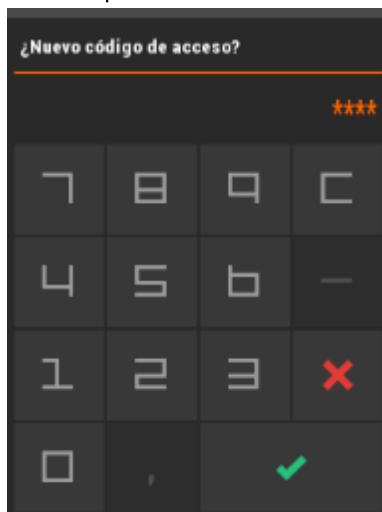 ¿Nuevo código de acceso?
****
7 8 9 C
4 5 6 —
1 2 3
0 ,